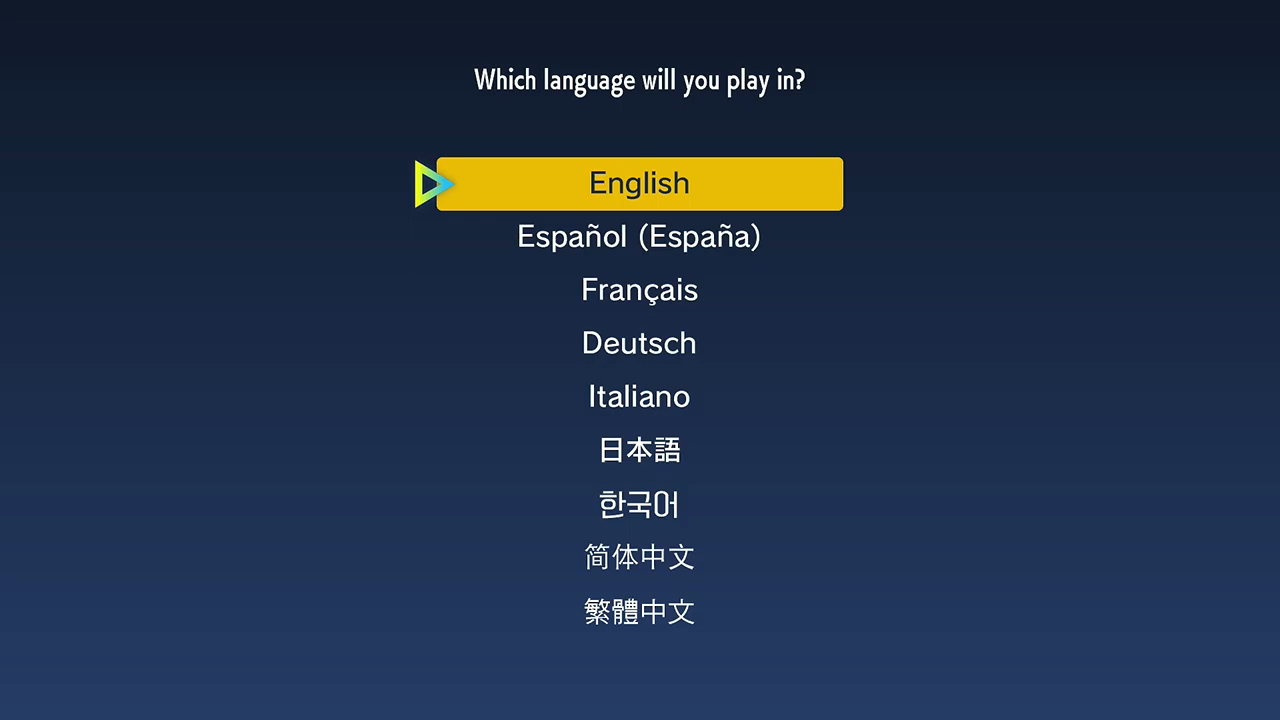 Which language will you play in?
English
Español (España)
Français
Deutsch
Italiano
日本語
한국어
简体中文
繁體中文